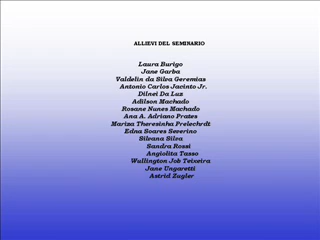 ALLIEVI DEL SEMINARIO
Laura Burigo
Jane Garba
Valdelin da Silva Geremias
Antonio Carlos Jacinto Jr.
Dilnei Da Luz
Adilson Machado
Rosane Nunes Machado
Ana A. Adriano Prates
Mariza Theresinha Prelechrdt
Edna Soares Severino
Silvana Silva
Sandra Rossi
Angiolita Tasso
Wullington Job Teixeira
Jane Ungaretti
Astrid Zugler